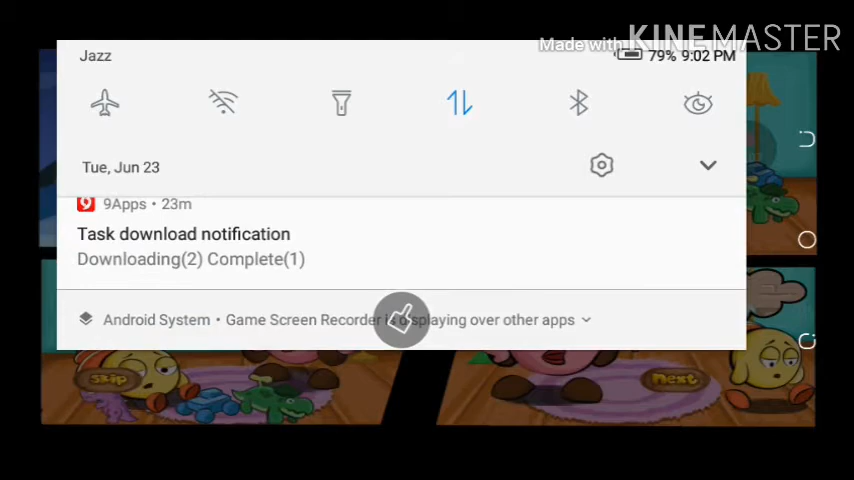 Made with KINEMASTER
Jazz
79% 9:02 PM
Tue, Jun 23
9Apps • 23m
Task download notification
Downloading(2) Complete(1)
Android System • Game Screen Recorder is displaying over other apps
Skip
Next